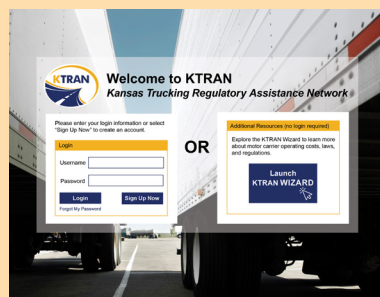 KTRAN
Welcome to KTRAN
Kansas Trucking Regulatory Assistance Network
Please enter your login information or select
"Sign Up Now" to create an account.
Login
Username
Password
Login
Sign Up Now
Forgot My Password
OR
Additional Resources (no login required)
Explore the KTRAN Wizard to learn more
about motor carrier operating costs, laws,
and regulations.
Launch
KTRAN WIZARD